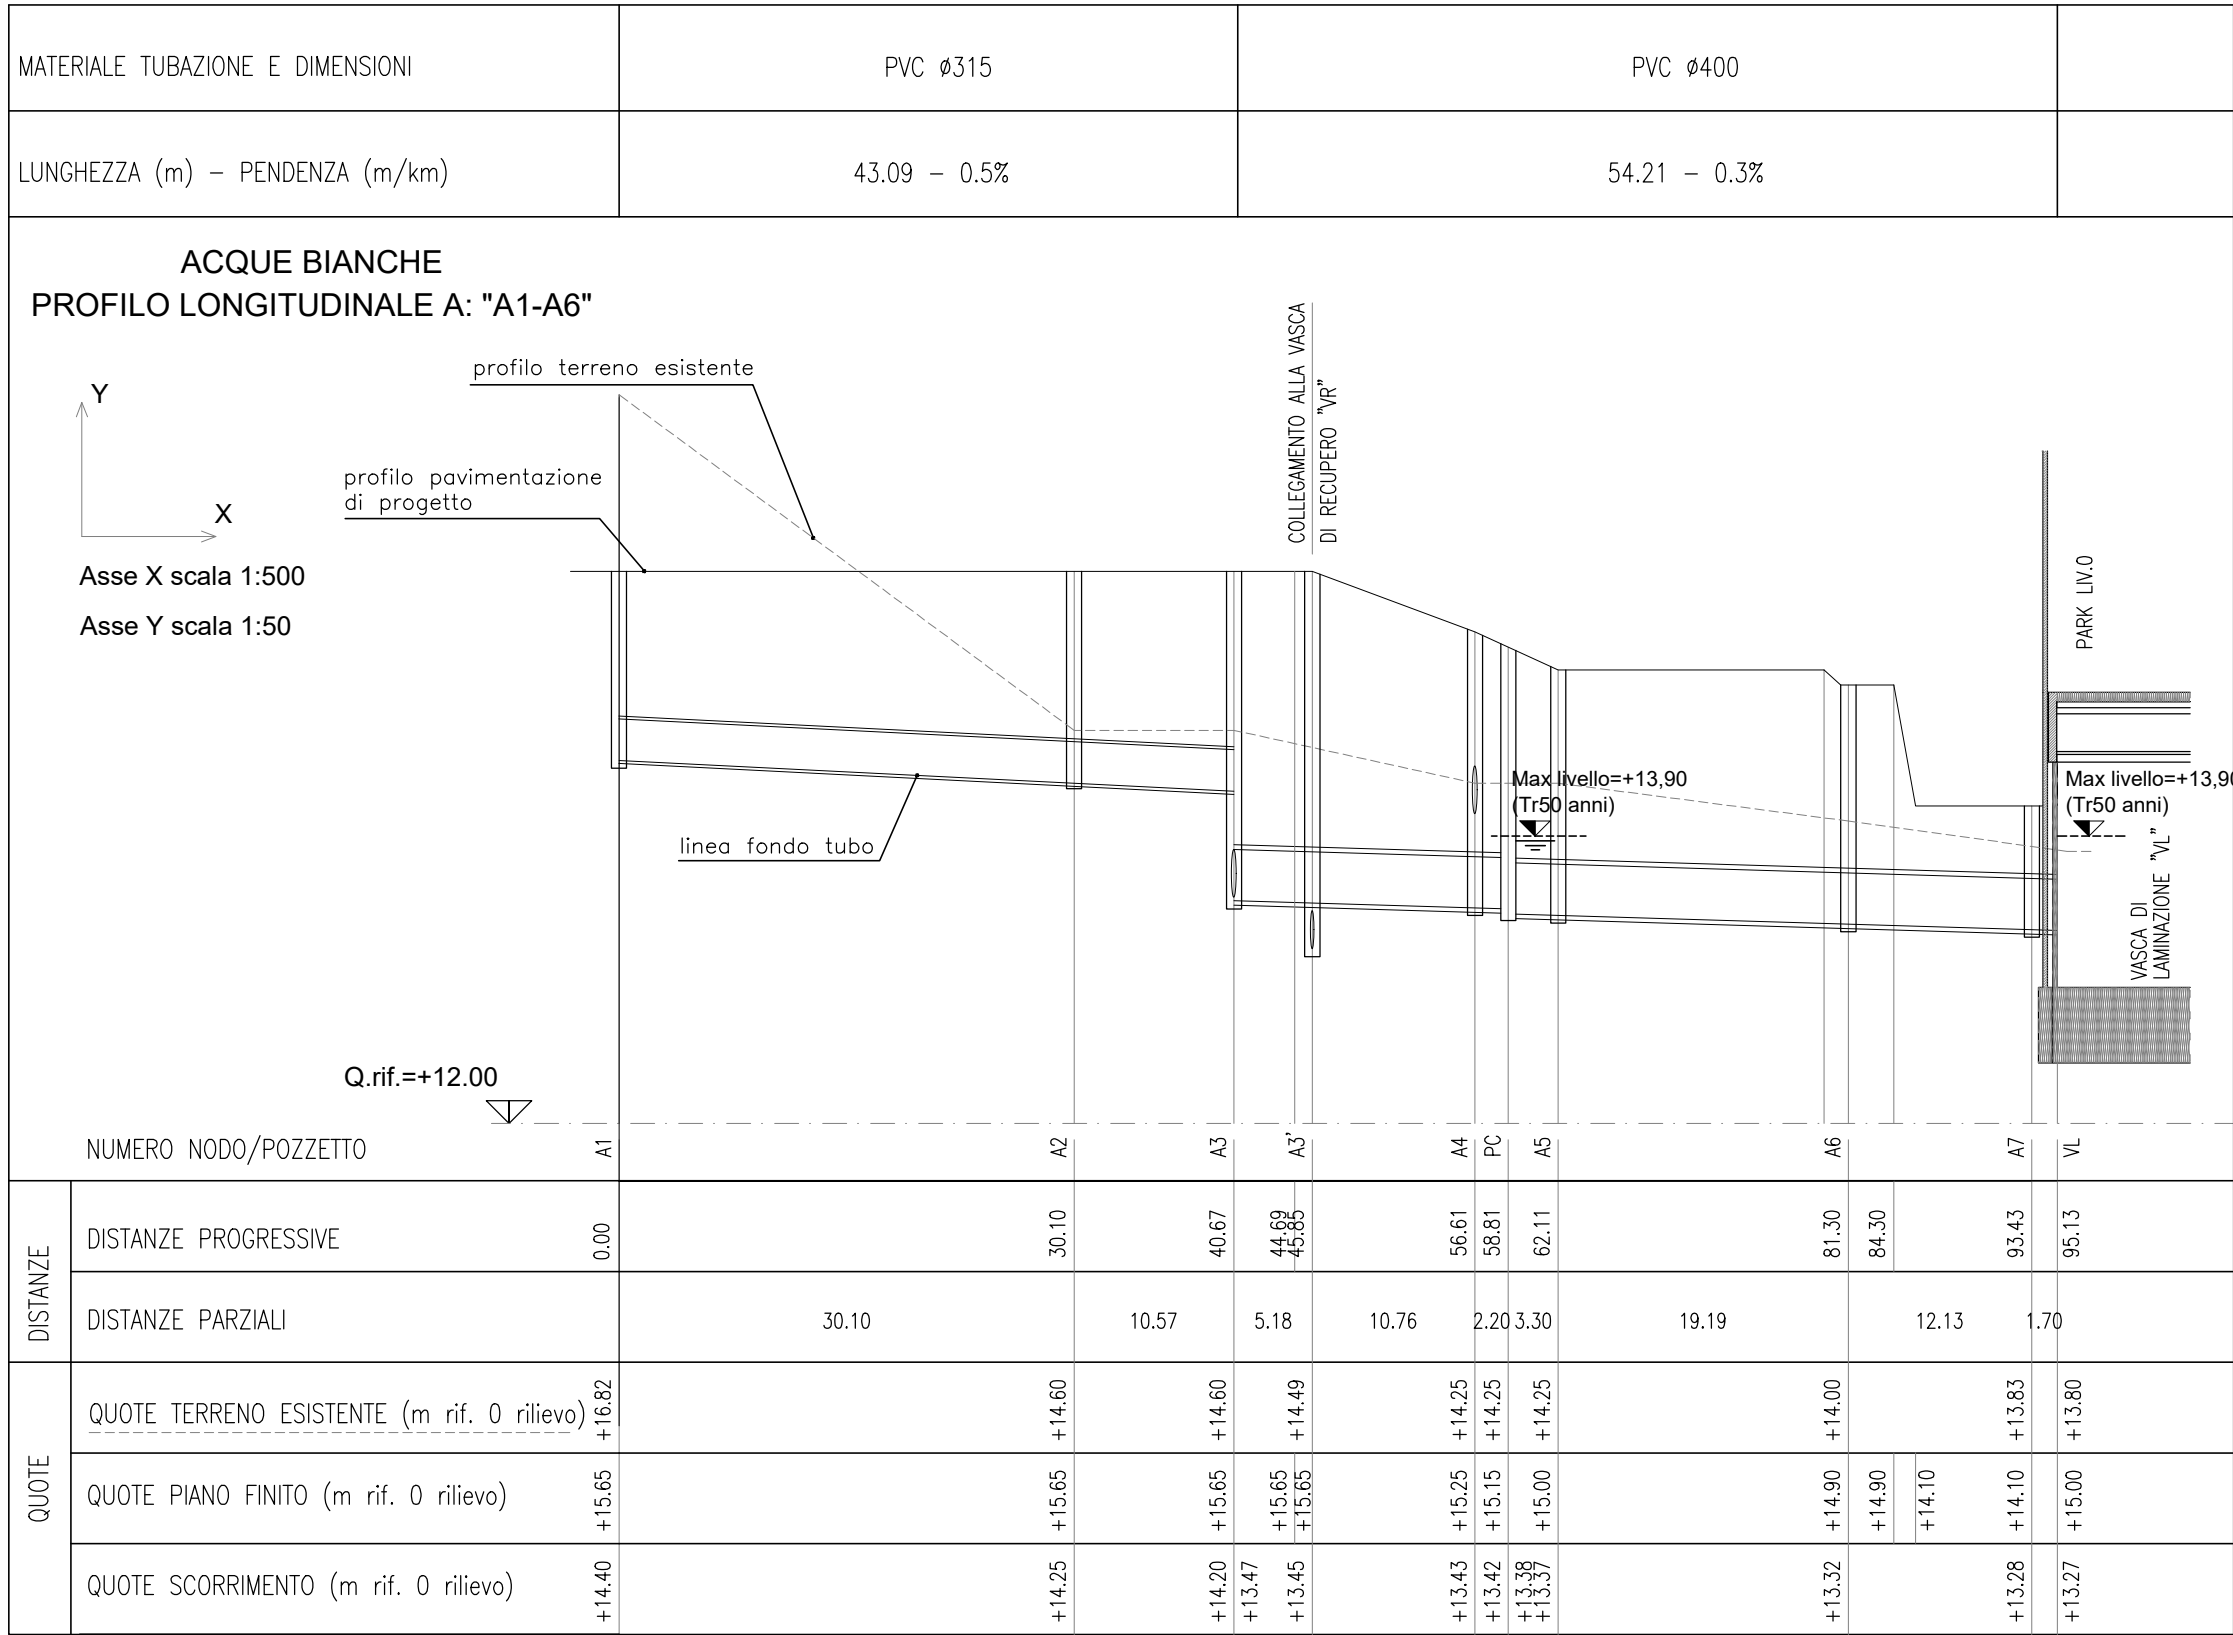 MATERIALE TUBAZIONE E DIMENSIONI
PVC ø315
PVC ø400
LUNGHEZZA (m) – PENDENZA (m/km)
43.09 – 0.5%
54.21 – 0.3%
ACQUE BIANCHE
PROFILO LONGITUDINALE A: "A1-A6"
Y
X
Asse X scala 1:500
Asse Y scala 1:50
profilo terreno esistente
profilo pavimentazione
di progetto
linea fondo tubo
COLLEGAMENTO ALLA VASCA
DI RECUPERO "VR"
PARK LIV.0
Max livello=+13,90
(Tr50 anni)
Max livello=+13,90
(Tr50 anni)
VASCA DI
LAMINAZIONE "VL"
Q.rif.=+12.00
NUMERO NODO/POZZETTO
A1
A2
A3
A3'
A4
PC
A5
A6
A7
VL
DISTANZE
DISTANZE PROGRESSIVE
0.00
30.10
40.67
44.69
45.85
56.61
58.81
62.11
81.30
84.30
93.43
95.13
DISTANZE PARZIALI
30.10
10.57
5.18
10.76
2.20
3.30
19.19
12.13
1.70
QUOTE
QUOTE TERRENO ESISTENTE (m rif. 0 rilievo)
+16.82
+14.60
+14.60
+14.49
+14.25
+14.25
+14.25
+14.00
+13.83
+13.80
QUOTE PIANO FINITO (m rif. 0 rilievo)
+15.65
+15.65
+15.65
+15.65
+15.65
+15.25
+15.15
+15.00
+14.90
+14.90
+14.10
+14.10
+15.00
QUOTE SCORRIMENTO (m rif. 0 rilievo)
+14.40
+14.25
+14.20
+13.47
+13.45
+13.43
+13.42
+13.38
+13.37
+13.32
+13.28
+13.27